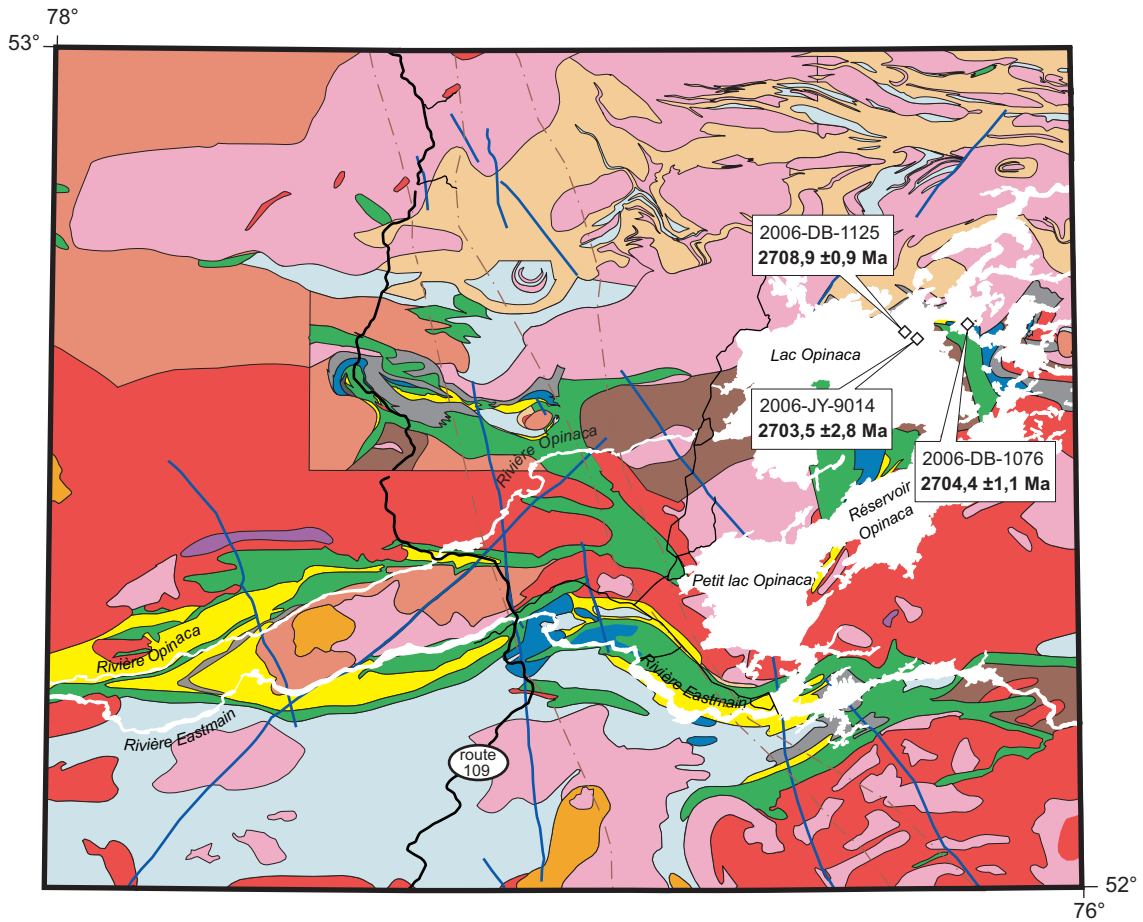 78°
53°
2006-DB-1125
2708,9 ±0,9 Ma
Lac Opinaca
2006-JY-9014
2703,5 ±2,8 Ma
2006-DB-1076
2704,4 ±1,1 Ma
Rivière Opinaca
Réservoir
Opinaca
Petit lac Opinaca
Rivière Opinaca
Rivière Eastmain
Rivière Eastmain
route
109
52°
76°